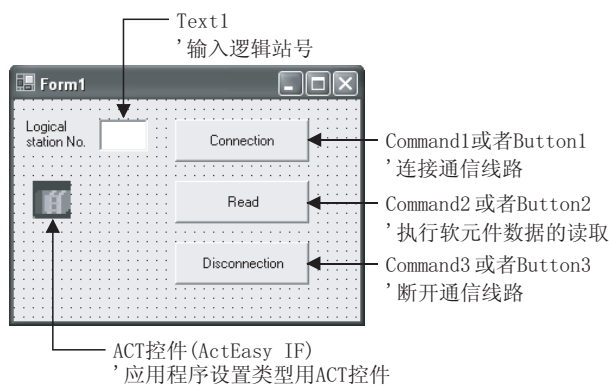 Text1
'输入逻辑站号
Form1
Logical
station No.
Connection
Command1或者Button1
'连接通信线路
Read
Command2 或者Button2
'执行软元件数据的读取
Disconnection
Command3 或者Button3
'断开通信线路
ACT控件(ActEasy IF)
'应用程序设置类型用ACT控件